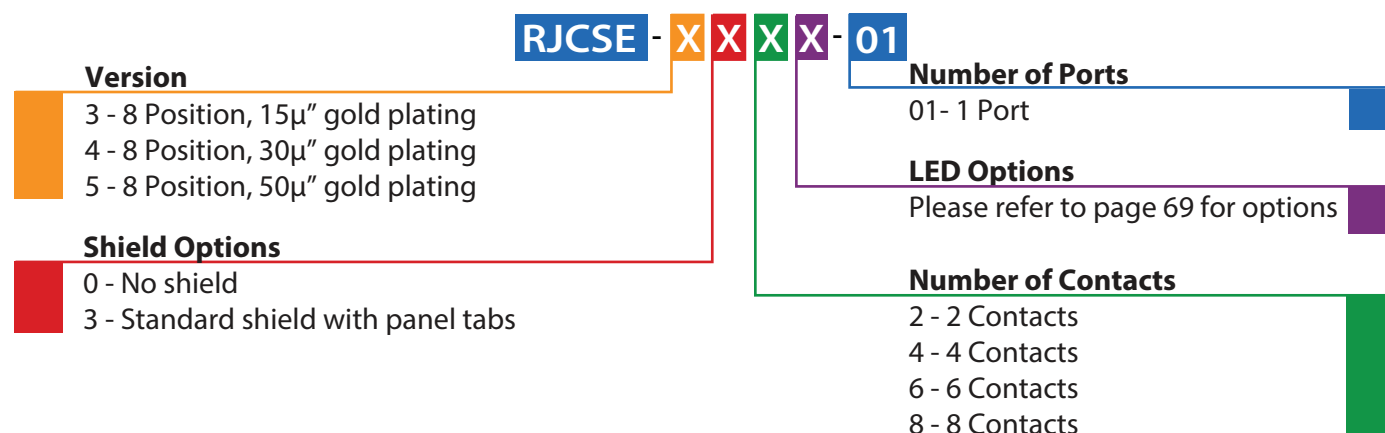 RJCSE - X X X X - 01
Version
3 - 8 Position, 15µ” gold plating
4 - 8 Position, 30µ” gold plating
5 - 8 Position, 50µ” gold plating
Shield Options
0 - No shield
3 - Standard shield with panel tabs
Number of Ports
01- 1 Port
LED Options
Please refer to page 69 for options
Number of Contacts
2 - 2 Contacts
4 - 4 Contacts
6 - 6 Contacts
8 - 8 Contacts